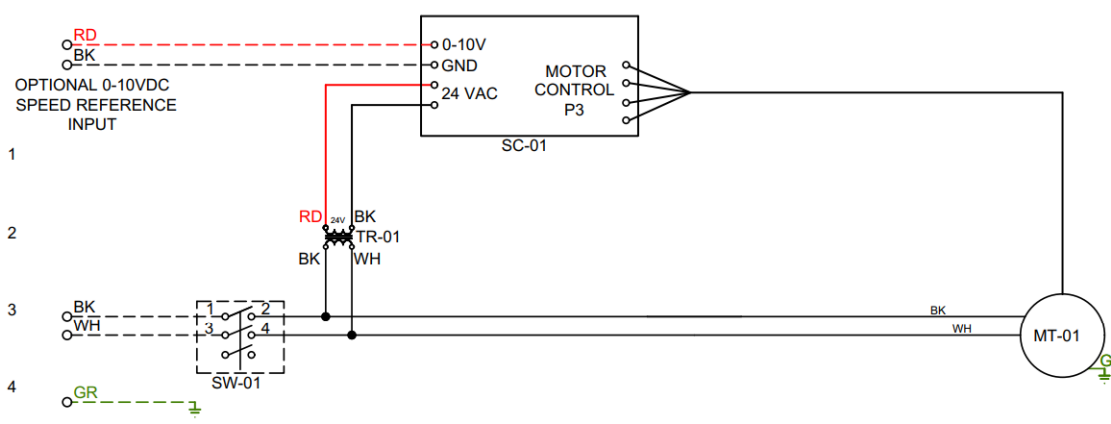 RD
BK
OPTIONAL 0-10VDC
SPEED REFERENCE
INPUT
0-10V
GND
24 VAC
MOTOR
CONTROL
P3
SC-01
1
2
RD 24V BK
TR-01
BK WH
3
BK
WH
1 2
3 4
SW-01
BK
WH
MT-01
G
4
GR